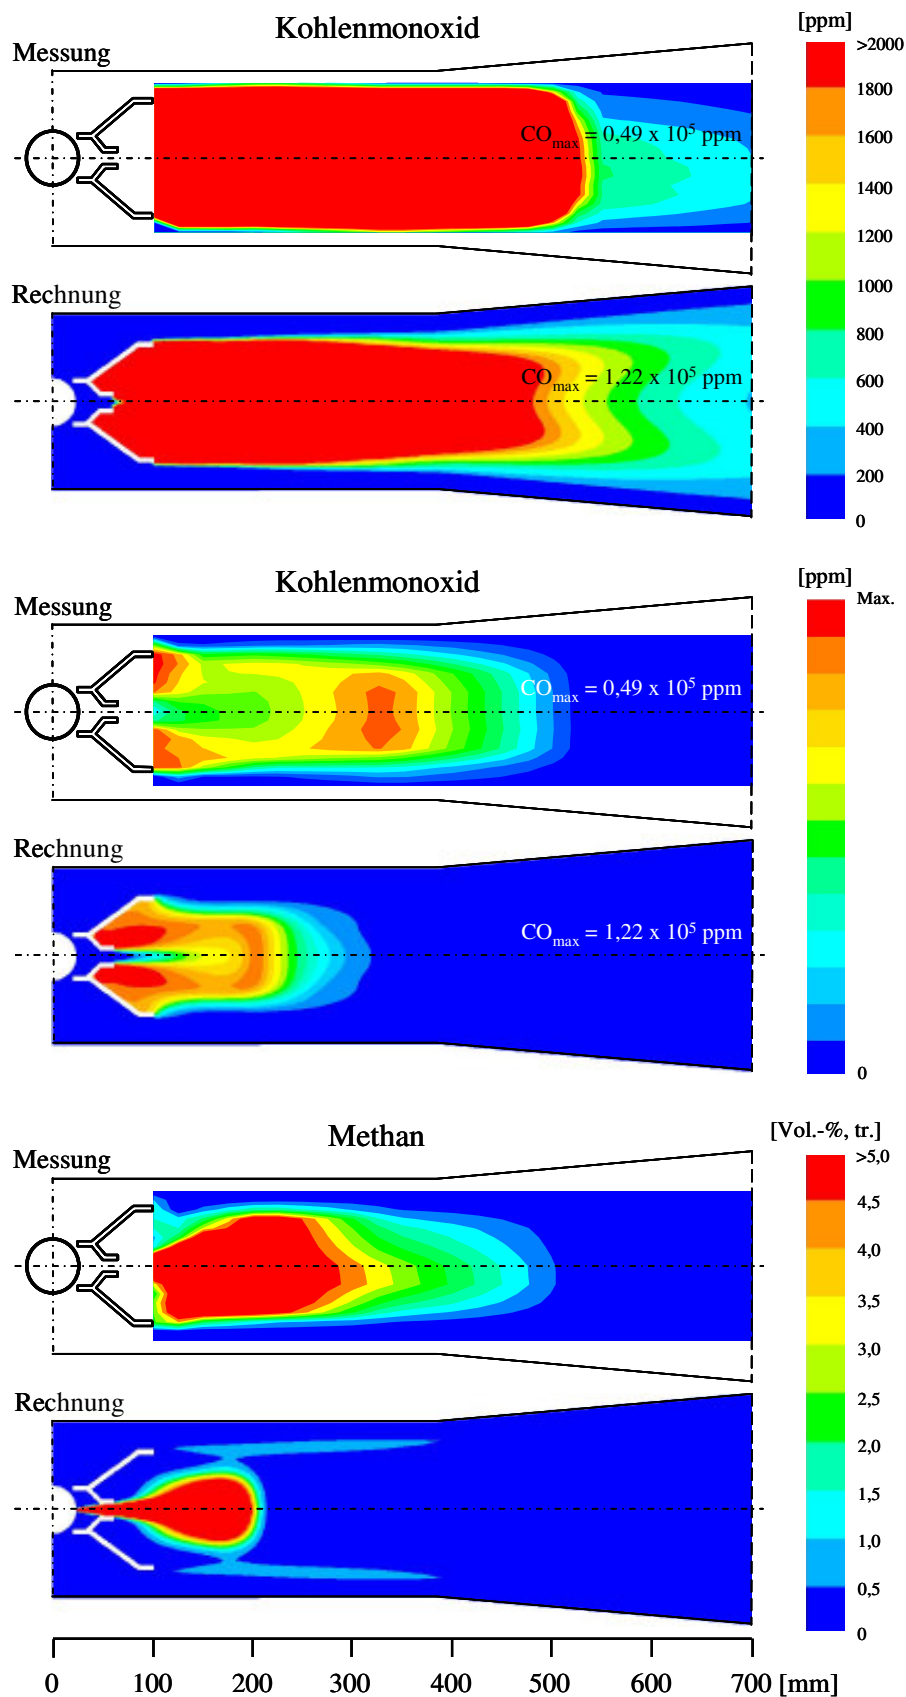 Kohlenmonoxid
[ppm]
Messung
>2000
1800
1600
1400
1200
1000
800
600
400
200
0
CO_max = 0,49 x 10^5 ppm
Rechnung
CO_max = 1,22 x 10^5 ppm
Kohlenmonoxid
[ppm]
Messung
Max.
0
CO_max = 0,49 x 10^5 ppm
Rechnung
CO_max = 1,22 x 10^5 ppm
Methan
[Vol.-%, tr.]
Messung
>5,0
4,5
4,0
3,5
3,0
2,5
2,0
1,5
1,0
0,5
0
Rechnung
0 100 200 300 400 500 600 700 [mm]